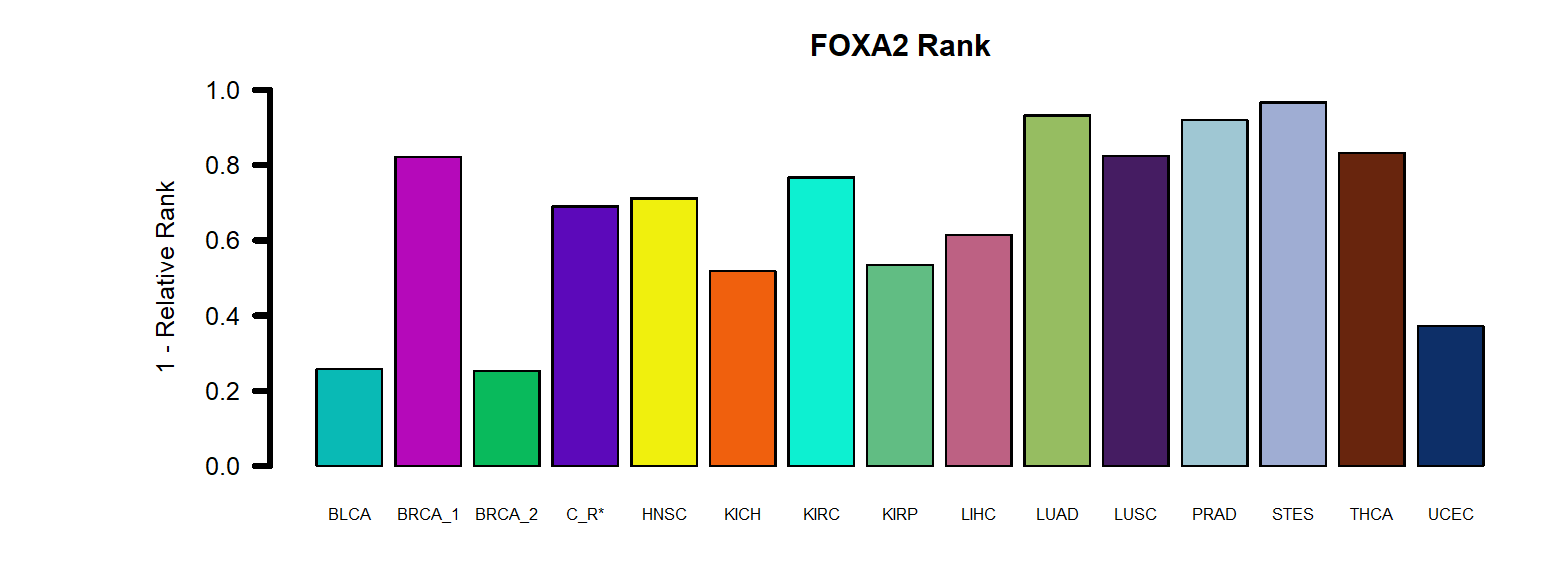 FOXA2 Rank
1 - Relative Rank
1.0
0.8
0.6
0.4
0.2
0.0
BLCA BRCA_1 BRCA_2 C_R* HNSC KICH KIRC KIRP LIHC LUAD LUSC PRAD STES THCA UCEC